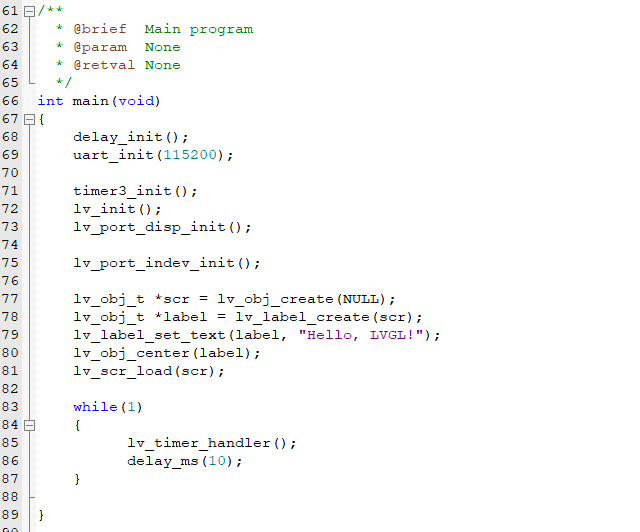 61 /**
62   * @brief  Main program
63   * @param  None
64   * @retval None
65   */
66 int main(void)
67 {
68     delay_init();
69     uart_init(115200);
70
71     timer3_init();
72     lv_init();
73     lv_port_disp_init();
74
75     lv_port_indev_init();
76
77     lv_obj_t *scr = lv_obj_create(NULL);
78     lv_obj_t *label = lv_label_create(scr);
79     lv_label_set_text(label, "Hello, LVGL!");
80     lv_obj_center(label);
81     lv_scr_load(scr);
82
83     while(1)
84     {
85           lv_timer_handler();
86           delay_ms(10);
87     }
88
89 }